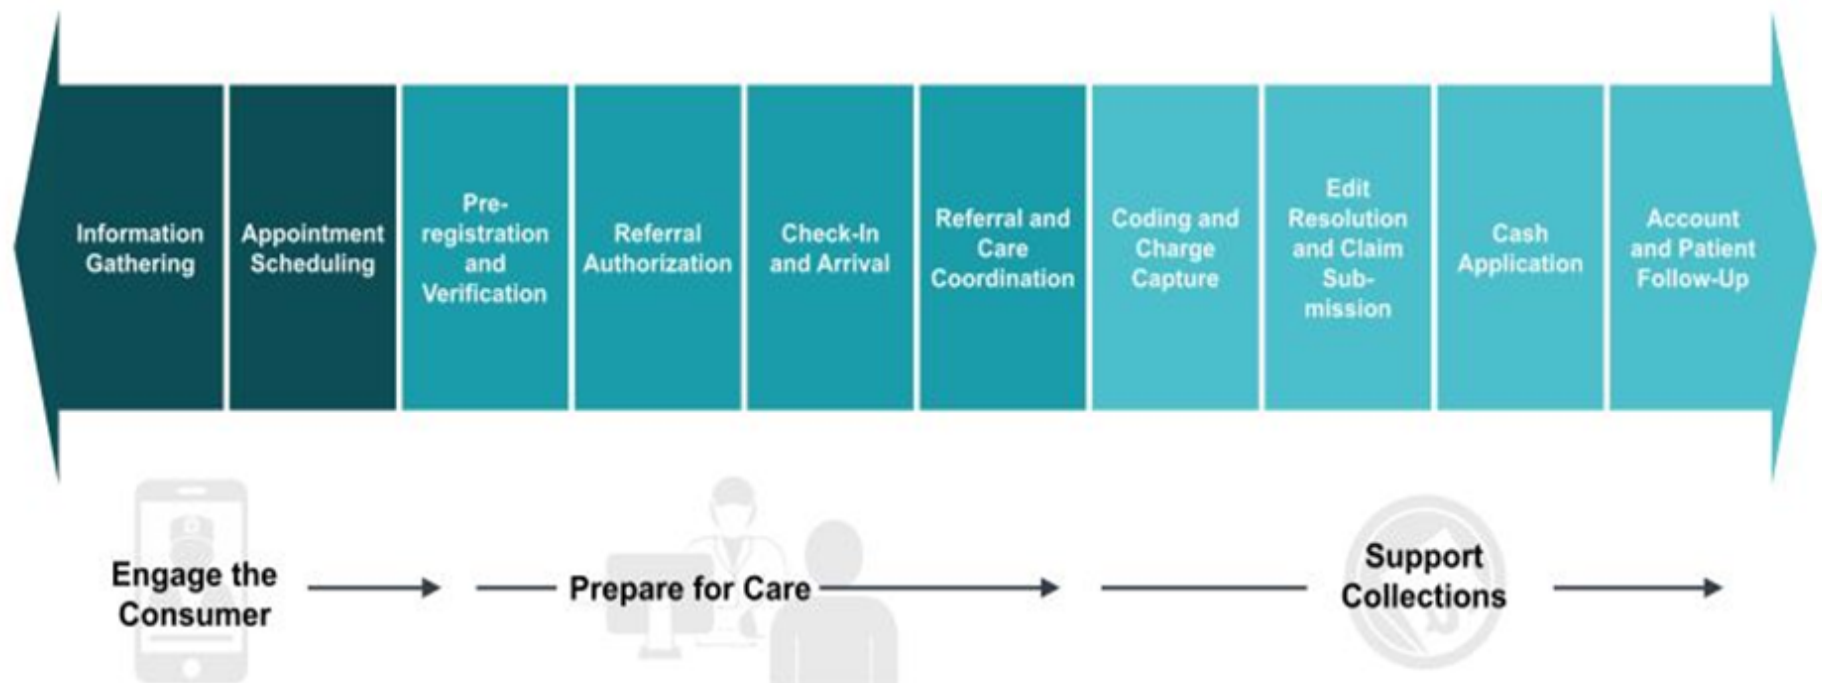 Information
Gathering
Appointment
Scheduling
Pre-
registration
and
Verification
Referral
Authorization
Check-In
and Arrival
Referral and
Care
Coordination
Coding and
Charge
Capture
Edit
Resolution
and Claim
Sub-
mission
Cash
Application
Account
and Patient
Follow-Up
Engage the
Consumer
Prepare for Care
Support
Collections